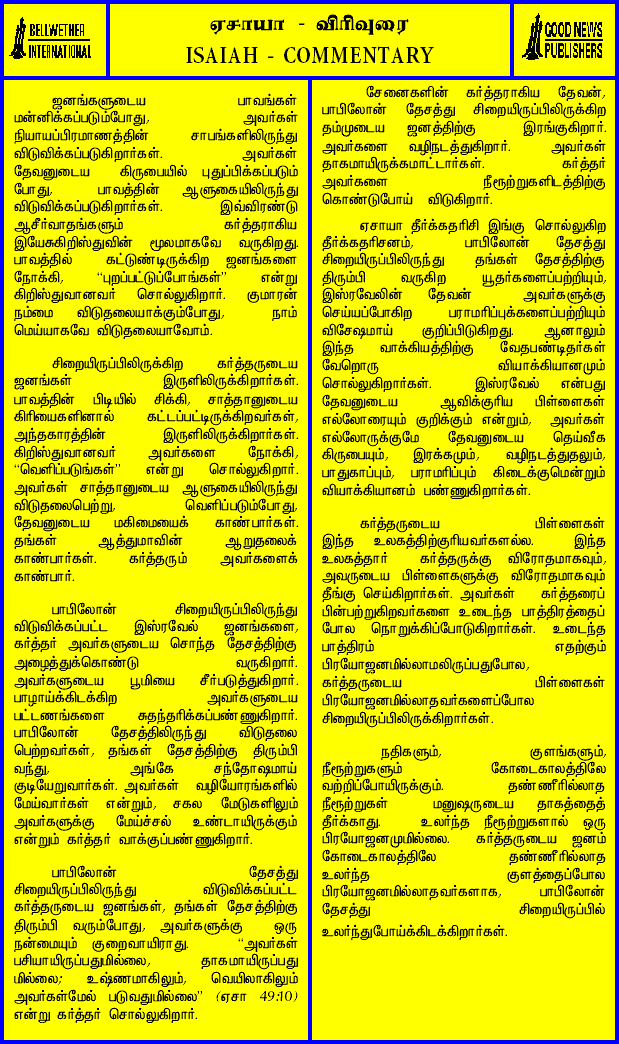 BELLWETHER
INTERNATIONAL
ஏசாயா - விரிவுரை
ISAIAH - COMMENTARY
GOOD NEWS
PUBLISHERS
ஜனங்களுடைய பாவங்கள்
மன்னிக்கப்படும்போது, அவர்கள்
நியாயப்பிரமாணத்தின் சாபங்களிலிருந்து
விடுவிக்கப்படுகிறார்கள். அவர்கள்
தேவனுடைய கிருபையில் புதுப்பிக்கப்படும்
போது, பாவத்தின் ஆளுகையிலிருந்து
விடுவிக்கப்படுகிறார்கள். இவ்விரண்டு
ஆசீர்வாதங்களும் கர்த்தராகிய
இயேசுகிறிஸ்துவின் மூலமாகவே வருகிறது.
பாவத்தில் கட்டுண்டிருக்கிற ஜனங்களை
நோக்கி, “புறப்பட்டுப்போங்கள்” என்று
கிறிஸ்துவானவர் சொல்லுகிறார். குமாரன்
நம்மை விடுதலையாக்கும்போது, நாம்
மெய்யாகவே விடுதலையாவோம்.
சிறையிருப்பிலிருக்கிற கர்த்தருடைய
ஜனங்கள் இருளிலிருக்கிறார்கள்.
பாவத்தின் பிடியில் சிக்கி, சாத்தானுடைய
கிரியைகளினால் கட்டப்பட்டிருக்கிறவர்கள்,
அந்தகாரத்தின் இருளிலிருக்கிறார்கள்.
கிறிஸ்துவானவர் அவர்களை நோக்கி,
“வெளிப்படுங்கள்” என்று சொல்லுகிறார்.
அவர்கள் சாத்தானுடைய ஆளுகையிலிருந்து
விடுதலைபெற்று, வெளிப்படும்போது,
தேவனுடைய மகிமையைக் காண்பார்கள்.
தங்கள் ஆத்துமாவின் ஆறுதலைக்
காண்பார்கள். கர்த்தரும் அவர்களைக்
காண்பார்.
பாபிலோன் சிறையிருப்பிலிருந்து
விடுவிக்கப்பட்ட இஸ்ரவேல் ஜனங்களை,
கர்த்தர் அவர்களுடைய சொந்த தேசத்திற்கு
அழைத்துக்கொண்டு வருகிறார்.
அவர்களுடைய பூமியை சீர்படுத்துகிறார்.
பாழாய்க்கிடக்கிற அவர்களுடைய
பட்டணங்களை சுதந்தரிக்கப்பண்ணுகிறார்.
பாபிலோன் தேசத்திலிருந்து விடுதலை
பெற்றவர்கள், தங்கள் தேசத்திற்கு திரும்பி
வந்து, அங்கே சந்தோஷமாய்
குடியேறுவார்கள். அவர்கள் வழியோரங்களில்
மேய்வார்கள் என்றும், சகல மேடுகளிலும்
அவர்களுக்கு மேய்ச்சல் உண்டாயிருக்கும்
என்றும் கர்த்தர் வாக்குப்பண்ணுகிறார்.
பாபிலோன் தேசத்து
சிறையிருப்பிலிருந்து விடுவிக்கப்பட்ட
கர்த்தருடைய ஜனங்கள், தங்கள் தேசத்திற்கு
திரும்பி வரும்போது, அவர்களுக்கு ஒரு
நன்மையும் குறைவாயிராது. “அவர்கள்
பசியாயிருப்பதுமில்லை, தாகமாயிருப்பது
மில்லை; உஷ்ணமாகிலும், வெயிலாகிலும்
அவர்கள்மேல் படுவதுமில்லை” (ஏசா 49:10)
என்று கர்த்தர் சொல்லுகிறார்.
சேனைகளின் கர்த்தராகிய தேவன்,
பாபிலோன் தேசத்து சிறையிருப்பிலிருக்கிற
தம்முடைய ஜனத்திற்கு இரங்குகிறார்.
அவர்களை வழிநடத்துகிறார். அவர்கள்
தாகமாயிருக்கமாட்டார்கள். கர்த்தர்
அவர்களை நீரூற்றுகளிடத்திற்கு
கொண்டுபோய் விடுகிறார்.
ஏசாயா தீர்க்கதரிசி இங்கு சொல்லுகிற
தீர்க்கதரிசனம், பாபிலோன் தேசத்து
சிறையிருப்பிலிருந்து தங்கள் தேசத்திற்கு
திரும்பி வருகிற யூதர்களைப்பற்றியும்,
இஸ்ரவேலின் தேவன் அவர்களுக்கு
செய்யப்போகிற பராமரிப்புக்களைப்பற்றியும்
விசேஷமாய் குறிப்பிடுகிறது. ஆனாலும்
இந்த வாக்கியத்திற்கு வேதபண்டிதர்கள்
வேறொரு வியாக்கியானமும்
சொல்லுகிறார்கள். இஸ்ரவேல் என்பது
தேவனுடைய ஆவிக்குரிய பிள்ளைகள்
எல்லோரையும் குறிக்கும் என்றும், அவர்கள்
எல்லோருக்குமே தேவனுடைய தெய்வீக
கிருபையும், இரக்கமும், வழிநடத்துதலும்,
பாதுகாப்பும், பராமரிப்பும் கிடைக்குமென்றும்
வியாக்கியானம் பண்ணுகிறார்கள்.
கர்த்தருடைய பிள்ளைகள்
இந்த உலகத்திற்குரியவர்களல்ல. இந்த
உலகத்தார் கர்த்தருக்கு விரோதமாகவும்,
அவருடைய பிள்ளைகளுக்கு விரோதமாகவும்
தீங்கு செய்கிறார்கள். அவர்கள் கர்த்தரைப்
பின்பற்றுகிறவர்களை உடைந்த பாத்திரத்தைப்
போல நொறுக்கிப்போடுகிறார்கள். உடைந்த
பாத்திரம் எதற்கும்
பிரயோஜனமில்லாமலிருப்பதுபோல,
கர்த்தருடைய பிள்ளைகள்
பிரயோஜனமில்லாதவர்களைப்போல
சிறையிருப்பிலிருக்கிறார்கள்.
நதிகளும், குளங்களும்,
நீரூற்றுகளும் கோடைகாலத்திலே
வற்றிப்போயிருக்கும். தண்ணீரில்லாத
நீரூற்றுகள் மனுஷருடைய தாகத்தைத்
தீர்க்காது. உலர்ந்த நீரூற்றுகளால் ஒரு
பிரயோஜனமுமில்லை. கர்த்தருடைய ஜனம்
கோடைகாலத்திலே தண்ணீரில்லாத
உலர்ந்த குளத்தைப்போல
பிரயோஜனமில்லாதவர்களாக, பாபிலோன்
தேசத்து சிறையிருப்பில்
உலர்ந்துபோய்க்கிடக்கிறார்கள்.